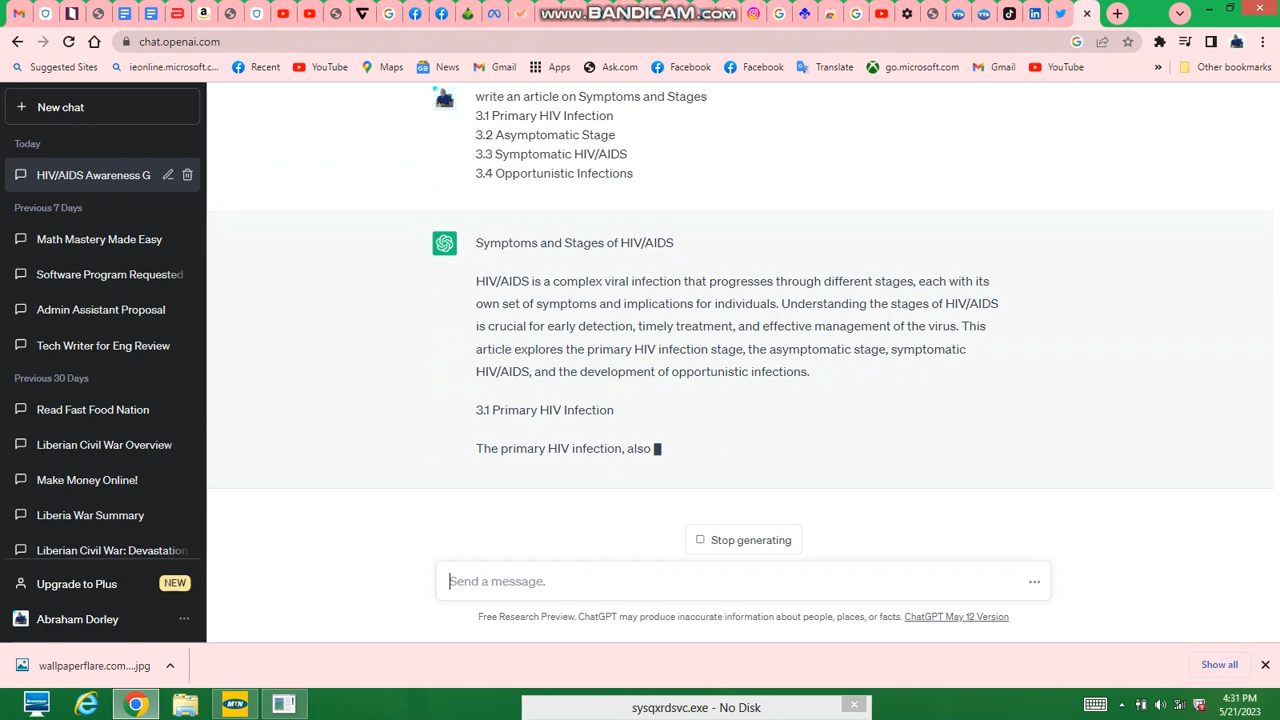 www.BANDICAM.com
chat.openai.com
Suggested Sites
ieonline.microsoft.c...
Recent
YouTube
Maps
News
Gmail
Apps
Ask.com
Facebook
Facebook
Translate
go.microsoft.com
Gmail
YouTube
»
Other bookmarks
+ New chat
Today
HIV/AIDS Awareness G
Previous 7 Days
Math Mastery Made Easy
Software Program Requested
Admin Assistant Proposal
Tech Writer for Eng Review
Previous 30 Days
Read Fast Food Nation
Liberian Civil War Overview
Make Money Online!
Liberia War Summary
Liberian Civil War: Devastation
Upgrade to Plus
NEW
Abraham Dorley
write an article on Symptoms and Stages
3.1 Primary HIV Infection
3.2 Asymptomatic Stage
3.3 Symptomatic HIV/AIDS
3.4 Opportunistic Infections
Symptoms and Stages of HIV/AIDS
HIV/AIDS is a complex viral infection that progresses through different stages, each with its
own set of symptoms and implications for individuals. Understanding the stages of HIV/AIDS
is crucial for early detection, timely treatment, and effective management of the virus. This
article explores the primary HIV infection stage, the asymptomatic stage, symptomatic
HIV/AIDS, and the development of opportunistic infections.
3.1 Primary HIV Infection
The primary HIV infection, also
Stop generating
Send a message.
Free Research Preview. ChatGPT may produce inaccurate information about people, places, or facts. ChatGPT May 12 Version
wallpaperflare.com....jpg
Show all
MTN
sysqxrdsvc.exe - No Disk
4:31 PM
5/21/2023